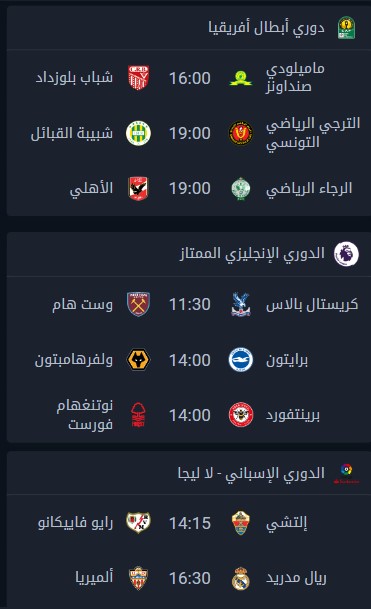 دوري أبطال أفريقيا
ماميلودي صنداونز 16:00 شباب بلوزداد
الترجي الرياضي التونسي 19:00 شبيبة القبائل
الرجاء الرياضي 19:00 الأهلي
الدوري الإنجليزي الممتاز
كريستال بالاس 11:30 وست هام
برايتون 14:00 ولفرهامبتون
برينتفورد 14:00 نوتنغهام فورست
الدوري الإسباني - لا ليجا
إلتشي 14:15 رايو فاييكانو
ريال مدريد 16:30 ألميريا